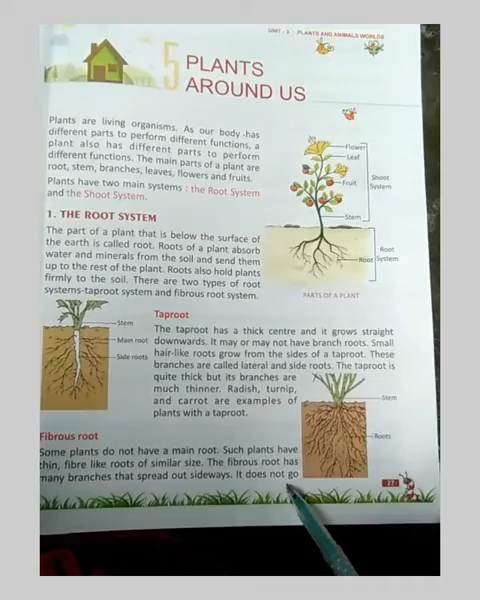 UNIT - 3 : PLANTS AND ANIMALS WORLDS
5 PLANTS
AROUND US
Plants are living organisms. As our body has
different parts to perform different functions, a
plant also has different parts to perform
different functions. The main parts of a plant are
root, stem, branches, leaves, flowers and fruits.
Plants have two main systems : the Root System
and the Shoot System.
Flower
Leaf
Fruit
Shoot
System
Stem
Root
Root
System
PARTS OF A PLANT
1. THE ROOT SYSTEM
The part of a plant that is below the surface of
the earth is called root. Roots of a plant absorb
water and minerals from the soil and send them
up to the rest of the plant. Roots also hold plants
firmly to the soil. There are two types of root
systems-taproot system and fibrous root system.
Stem
Main root
Side roots
Taproot
The taproot has a thick centre and it grows straight
downwards. It may or may not have branch roots. Small
hair-like roots grow from the sides of a taproot. These
branches are called lateral and side roots. The taproot is
quite thick but its branches are
much thinner. Radish, turnip,
and carrot are examples of
plants with a taproot.
Stem
Roots
Fibrous root
Some plants do not have a main root. Such plants have
thin, fibre like roots of similar size. The fibrous root has
many branches that spread out sideways. It does not go
27